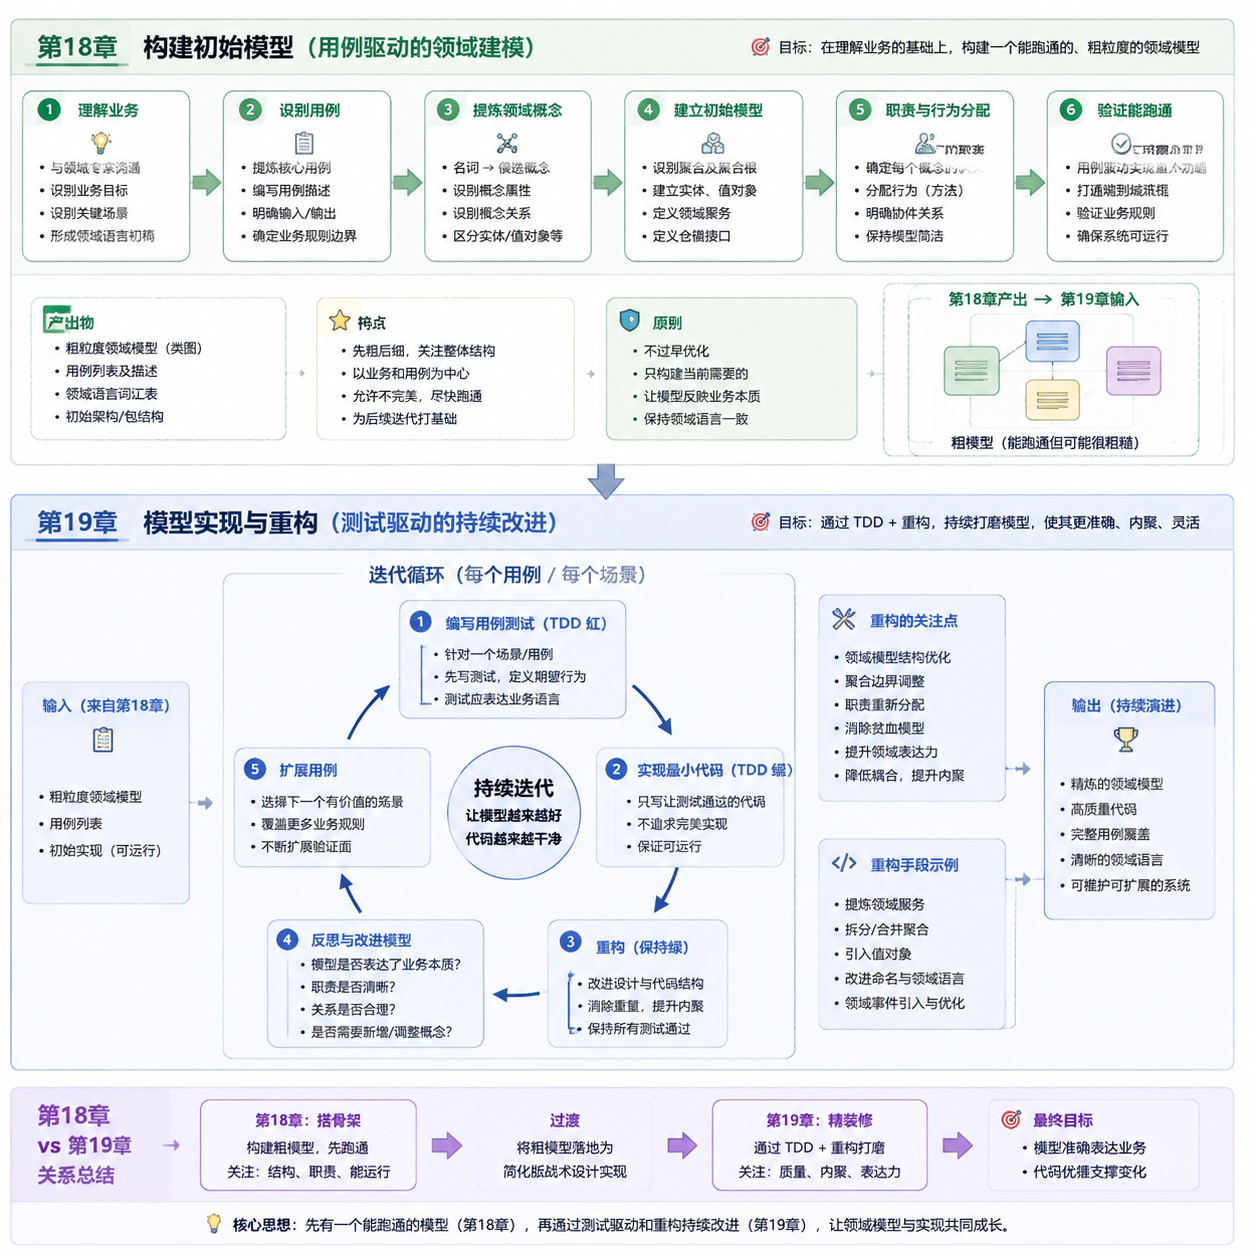 第18章 构建初始模型（用例驱动的领域建模）
目标：在理解业务的基础上，构建一个能跑通的、粗粒度的领域模型
1 理解业务
• 与领域专家沟通
• 识别业务目标
• 识别关键场景
• 形成领域语言初稿
2 识别用例
• 提炼核心用例
• 编写用例描述
• 明确输入/输出
• 确定业务规则边界
3 提炼领域概念
• 名词 → 候选概念
• 识别概念属性
• 识别概念关系
• 区分实体/值对象等
4 建立初始模型
• 识别聚合及聚合根
• 建立实体、值对象
• 定义领域服务
• 定义仓储接口
5 职责与行为分配
• 确定每个概念的
• 分配行为（方法）
• 明确协作关系
• 保持模型简洁
6 验证能跑通
• 用例驱动实现最小功能
• 打通端到端流程
• 验证业务规则
• 确保系统可运行
产出物
• 粗粒度领域模型（类图）
• 用例列表及描述
• 领域语言词汇表
• 初始架构/包结构
特点
• 先粗后细，关注整体结构
• 以业务和用例为中心
• 允许不完美，尽快跑通
• 为后续迭代打基础
原则
• 不过早优化
• 只构建当前需要的
• 让模型反映业务本质
• 保持领域语言一致
第18章产出 → 第19章输入
粗模型（能跑通但可能很粗糙）
第19章 模型实现与重构（测试驱动的持续改进）
目标：通过 TDD + 重构，持续打磨模型，使其更准确、内聚、灵活
输入（来自第18章）
• 粗粒度领域模型
• 用例列表
• 初始实现（可运行）
迭代循环（每个用例 / 每个场景）
1 编写用例测试（TDD 红）
• 针对一个场景/用例
• 先写测试，定义期望行为
• 测试应表达业务语言
2 实现最小代码（TDD 绿）
• 只写让测试通过的代码
• 不追求完美实现
• 保证可运行
3 重构（保持绿）
• 改进设计与代码结构
• 消除重复，提升内聚
• 保持所有测试通过
4 反思与改进模型
• 模型是否表达了业务本质？
• 职责是否清晰？
• 关系是否合理？
• 是否需要新增/调整概念？
5 扩展用例
• 选择下一个有价值的场景
• 覆盖更多业务规则
• 不断扩展验证面
持续迭代
让模型越来越好
代码越来越干净
重构的关注点
• 领域模型结构优化
• 聚合边界调整
• 职责重新分配
• 消除贫血模型
• 提升领域表达力
• 降低耦合，提升内聚
重构手段示例
• 提炼领域服务
• 拆分/合并聚合
• 引入值对象
• 改进命名与领域语言
• 领域事件引入与优化
输出（持续演进）
• 精炼的领域模型
• 高质量代码
• 完整用例覆盖
• 清晰的领域语言
• 可维护可扩展的系统
第18章
vs 第19章
关系总结
第18章：搭骨架
构建粗模型，先跑通
关注：结构、职责、能运行
过渡
将粗模型落地为
简化版战术设计实现
第19章：精装修
通过 TDD + 重构打磨
关注：质量、内聚、表达力
最终目标
• 模型准确表达业务
• 代码优雅支撑变化
核心思想：先有一个能跑通的模型（第18章），再通过测试驱动和重构持续改进（第19章），让领域模型与实现共同成长。